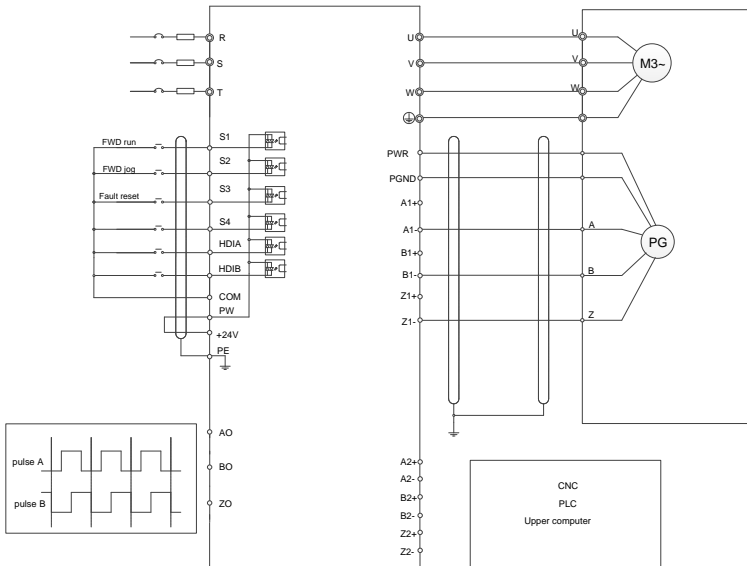 R
S
T
U
V
W
U
V
W
M3~
S1
FWD run
S2
FWD jog
S3
Fault reset
S4
HDIA
HDIB
COM
PW
+24V
PE
PWR
PGND
A1+
A1-
B1+
B1-
Z1+
Z1-
A
B
Z
PG
pulse A
pulse B
AO
BO
ZO
A2+
A2-
B2+
B2-
Z2+
Z2-
CNC
PLC
Upper computer